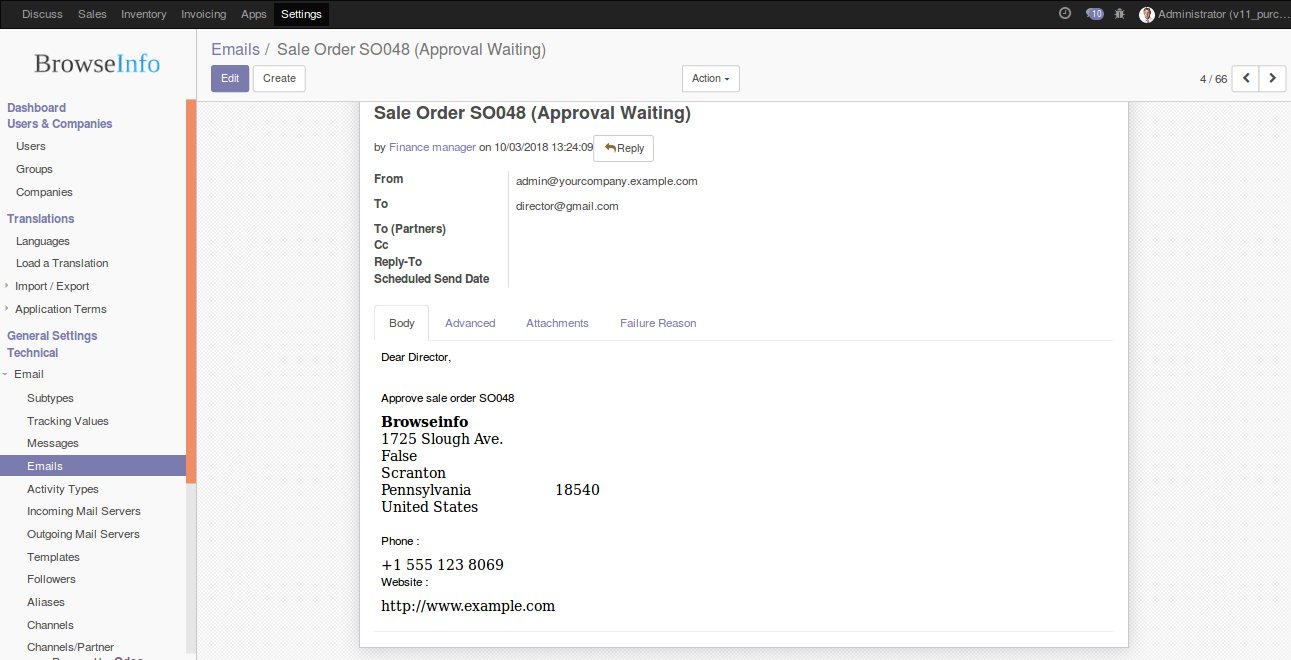 Discuss Sales Inventory Invoicing Apps Settings 10 Administrator (v11_purc...
BrowseInfo
Emails / Sale Order SO048 (Approval Waiting)
Edit Create Action 4 / 66
Dashboard
Users & Companies
Users
Groups
Companies
Translations
Languages
Load a Translation
Import / Export
Application Terms
General Settings
Technical
Email
Subtypes
Tracking Values
Messages
Emails
Activity Types
Incoming Mail Servers
Outgoing Mail Servers
Templates
Followers
Aliases
Channels
Channels/Partner
Sale Order SO048 (Approval Waiting)
by Finance manager on 10/03/2018 13:24:09 Reply
From admin@yourcompany.example.com
To director@gmail.com
To (Partners)
Cc
Reply-To
Scheduled Send Date
Body Advanced Attachments Failure Reason
Dear Director,
Approve sale order SO048
Browseinfo
1725 Slough Ave.
False
Scranton
Pennsylvania 18540
United States
Phone :
+1 555 123 8069
Website :
http://www.example.com